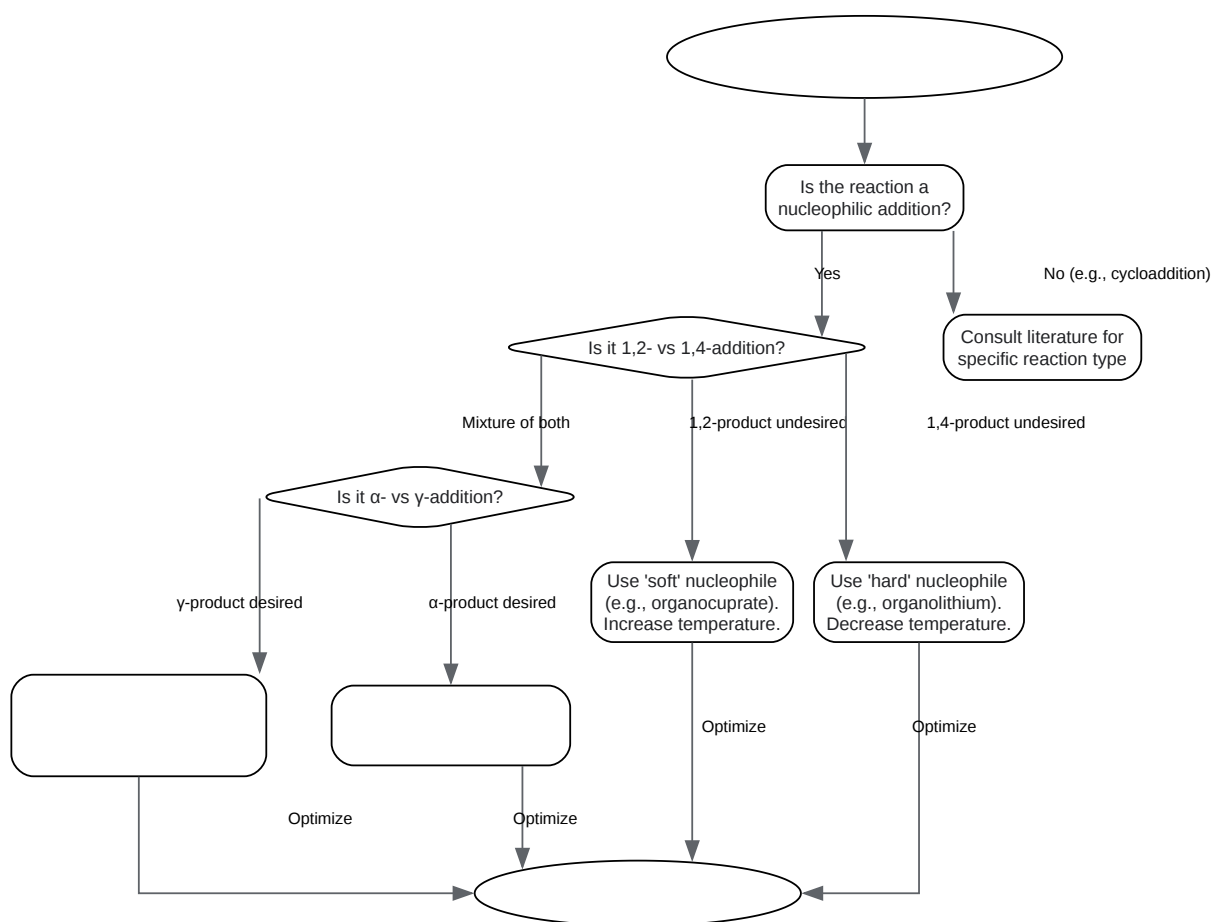 Is the reaction a
nucleophilic addition?
Yes
No (e.g., cycloaddition)
Is it 1,2- vs 1,4-addition?
Consult literature for
specific reaction type
Mixture of both
1,2-product undesired
1,4-product undesired
Is it α- vs γ-addition?
Use 'soft' nucleophile
(e.g., organocuprate).
Increase temperature.
Use 'hard' nucleophile
(e.g., organolithium).
Decrease temperature.
γ-product desired
α-product desired
Optimize
Optimize
Optimize
Optimize